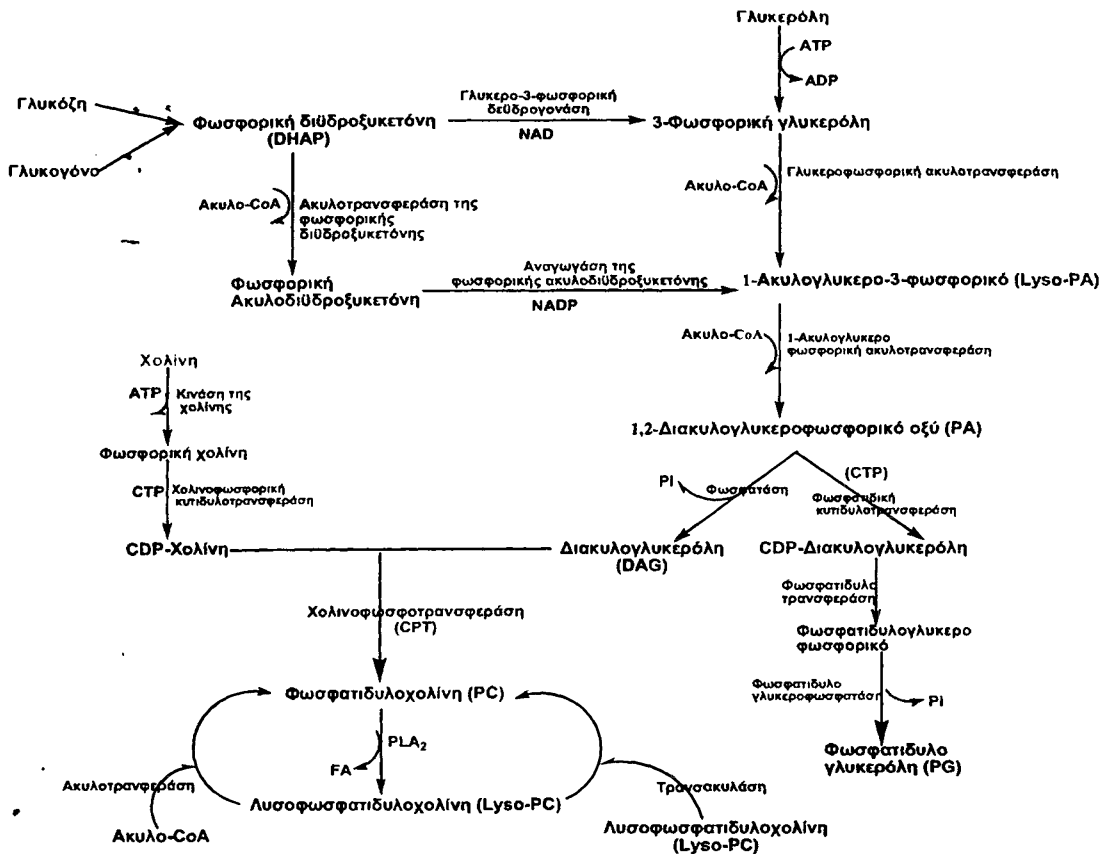 Γλυκερόλη
ATP
ADP
Γλυκόζη
Γλυκογόνο
Φωσφορική διϋδροξυκετόνη
(DHAP)
Γλυκερο-3-φωσφορική
δεϋδρογονάση
NAD
3-Φωσφορική γλυκερόλη
Ακυλο-CoA
Ακυλοτρανσφεράση της
φωσφορικής
διϋδροξυκετόνης
Ακυλο-CoA
Γλυκεροφωσφορική ακυλοτρανσφεράση
Φωσφορική
Ακυλοδιϋδροξυκετόνη
Αναγωγάση της
φωσφορικής ακυλοδιϋδροξυκετόνης
NADP
1-Ακυλογλυκερο-3-φωσφορικό (Lyso-PA)
Ακυλο-CoA
1-Ακυλογλυκερο
φωσφορική ακυλοτρανσφεράση
Χολίνη
ATP
Κινάση της
χολίνης
Φωσφορική χολίνη
1,2-Διακυλογλυκεροφωσφορικό οξύ (PA)
CTP
Χολινοφωσφορική
κυτιδυλοτρανσφεράση
Pi
Φωσφατάση
(CTP)
Φωσφατιδική
κυτιδυλοτρανσφεράση
CDP-Χολίνη
Διακυλογλυκερόλη
(DAG)
CDP-Διακυλογλυκερόλη
Χολινοφωσφοτρανσφεράση
(CPT)
Φωσφατιδυλο
τρανσφεράση
Φωσφατιδυλογλυκερο
φωσφορικό
Φωσφατιδυλοχολίνη (PC)
Φωσφατιδυλο
γλυκεροφωσφατάση
Pi
PLA₂
FA
Φωσφατιδυλο
γλυκερόλη (PG)
Ακυλοτρανφεράση
Λυσοφωσφατιδυλοχολίνη (Lyso-PC)
Τρανσακυλάση
Ακυλο-CoA
Λυσοφωσφατιδυλοχολίνη
(Lyso-PC)